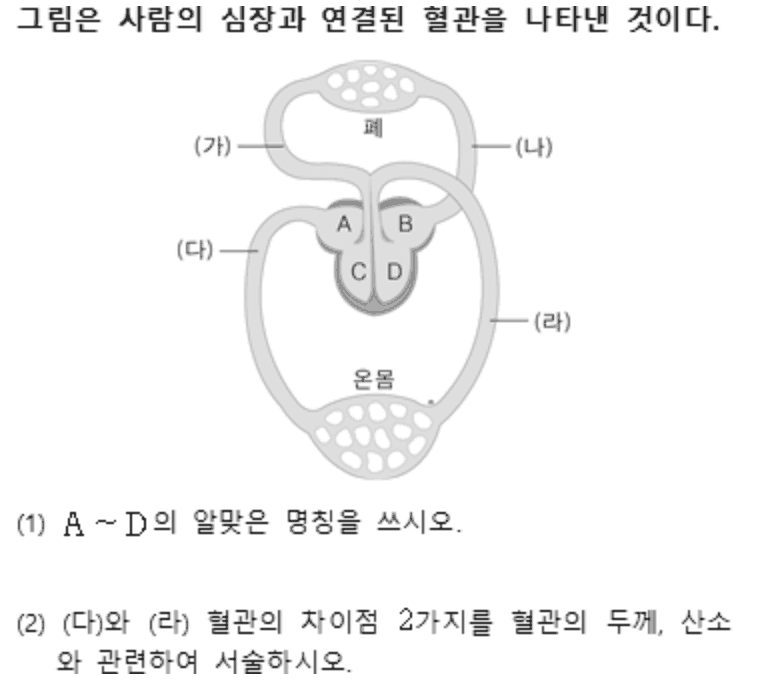 그림은 사람의 심장과 연결된 혈관을 나타낸 것이다.
폐
(가)
(나)
A
B
(다)
C
D
(라)
온몸
(1) A ~ D의 알맞은 명칭을 쓰시오.
(2) (다)와 (라) 혈관의 차이점 2가지를 혈관의 두께, 산소
와 관련하여 서술하시오.